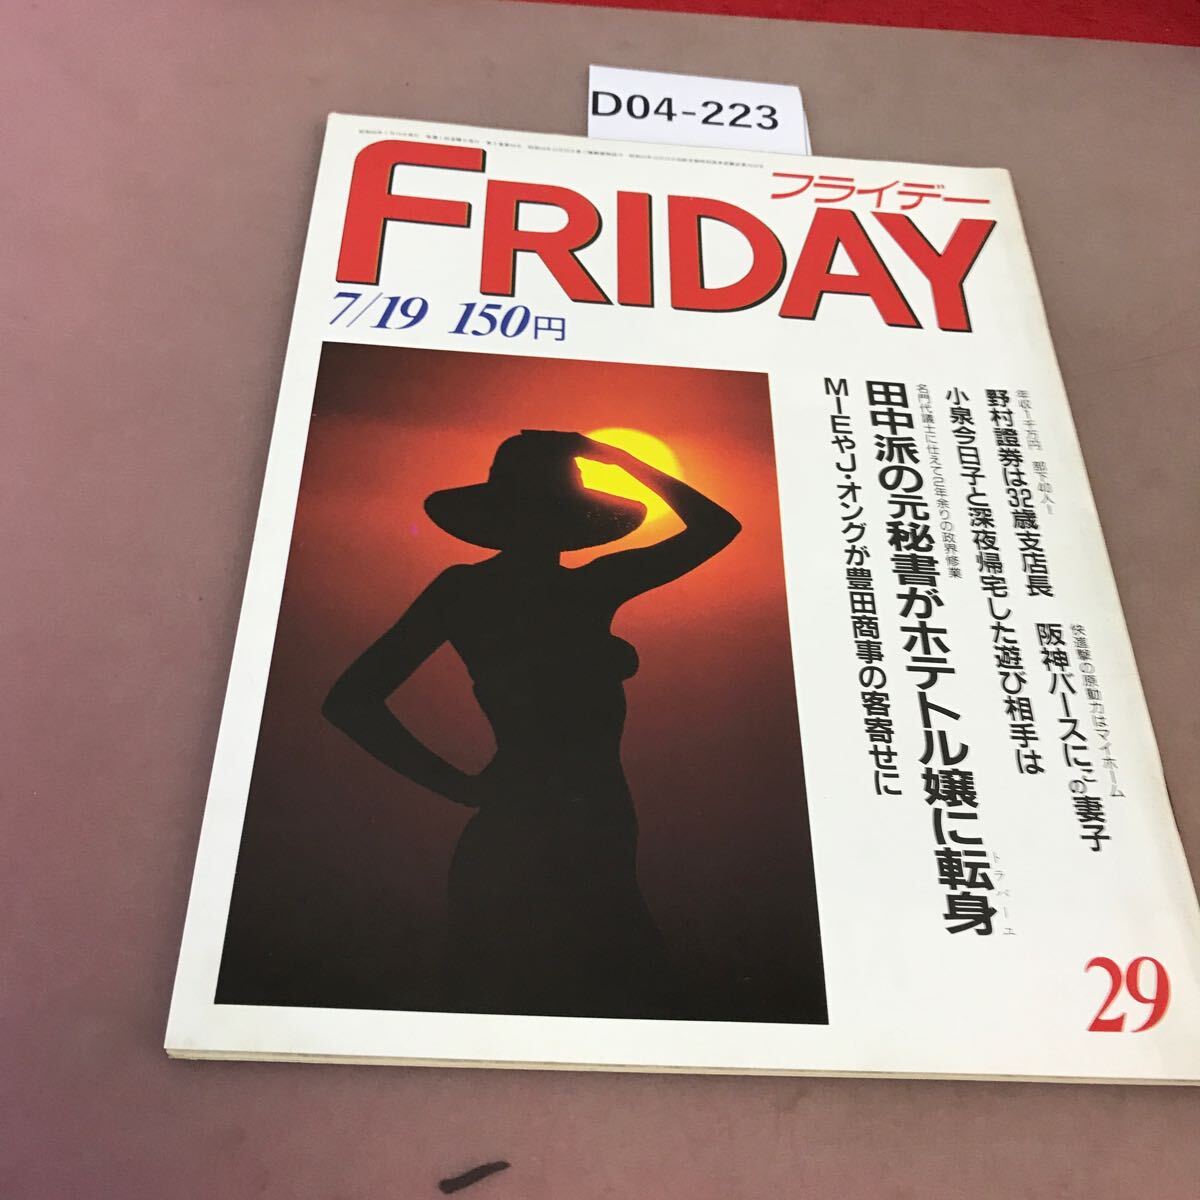 D04-223
フライデー
FRIDAY
7/19 150円
年収1千万円 部下40人!
野村證券は32歳支店長
快進撃の原動力はマイホーム
阪神バースにこの妻子
小泉今日子と深夜帰宅した遊び相手は
名門代議士に仕えて2年余りの政界修業
田中派の元秘書がホテトル嬢に転身
トラバーユ
MIEやJ・オングが豊田商事の客寄せに
29